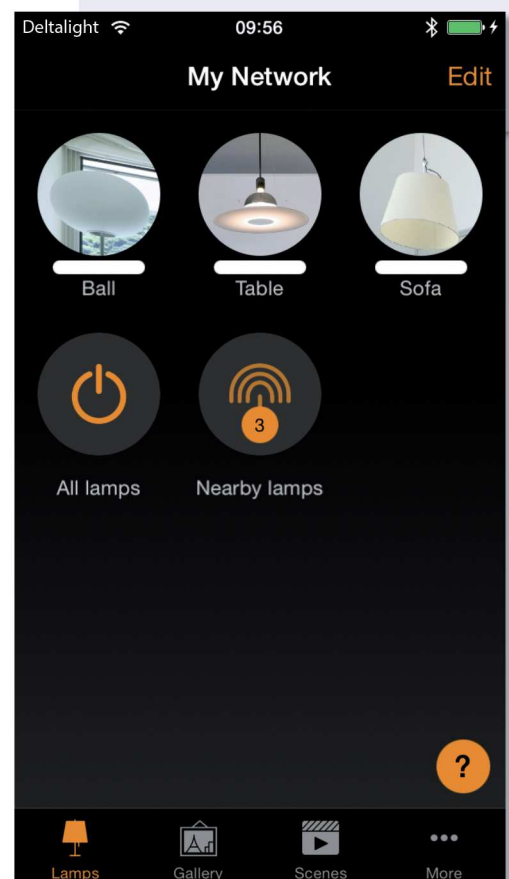 Deltalight 09:56
My Network Edit
Ball Table Sofa
3
All lamps Nearby lamps
?
Lamps Gallery Scenes More